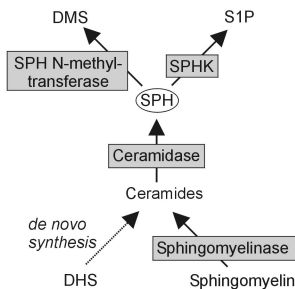 DMS
S1P
SPH N-methyl-
transferase
SPHK
SPH
Ceramidase
Ceramides
de novo
synthesis
Sphingomyelinase
DHS
Sphingomyelin